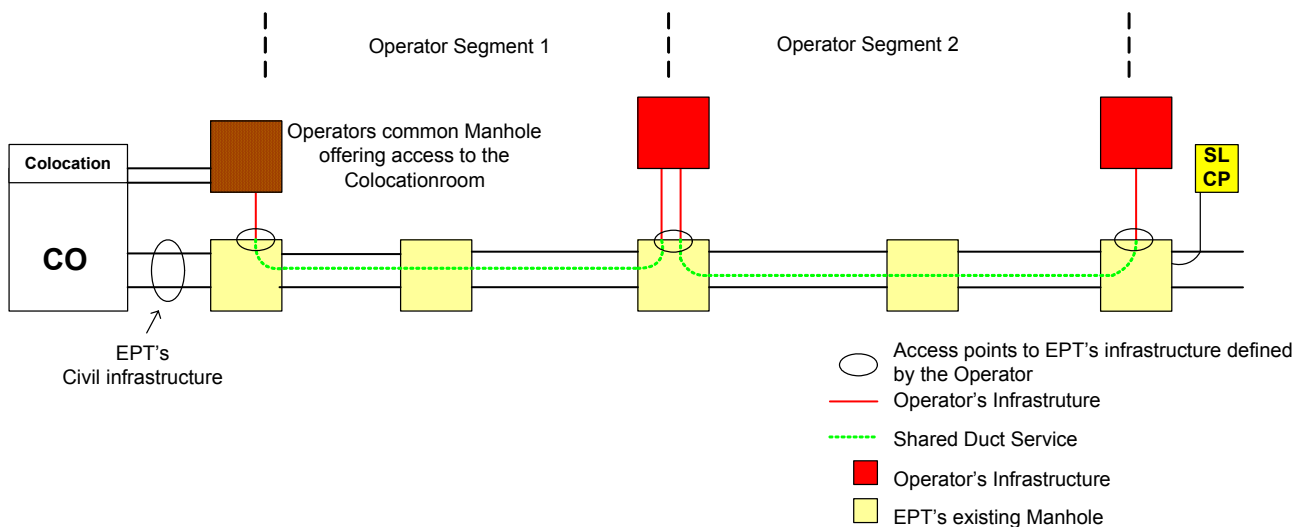 Operator Segment 1
Operator Segment 2
Operators common Manhole
offering access to the
Colocationroom
Colocation
SL
CP
CO
EPT's
Civil infrastructure
Access points to EPT's infrastructure defined
by the Operator
Operator's Infrastruture
Shared Duct Service
Operator's Infrastructure
EPT's existing Manhole